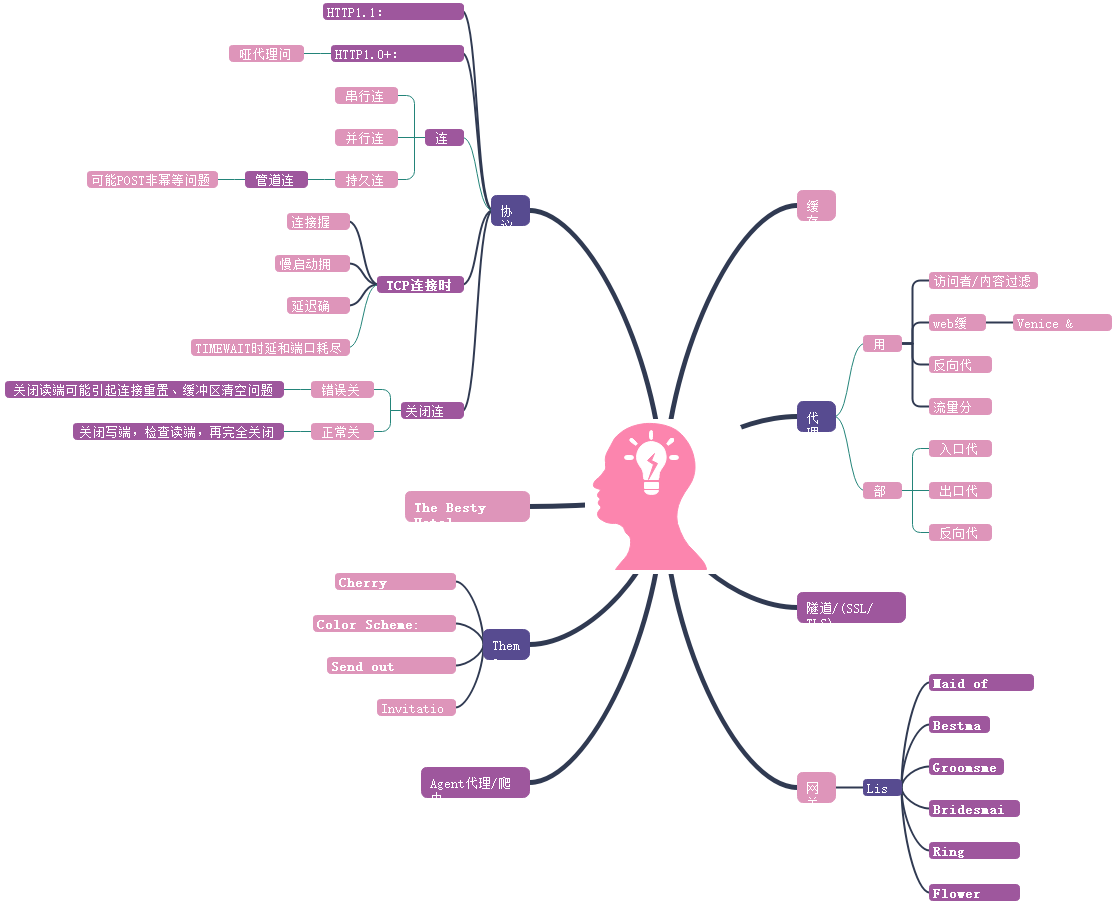 HTTP1.1:
哑代理问
HTTP1.0+:
串行连
并行连
连
可能POST非幂等问题
管道连
持久连
协
连接握
慢启动拥
TCP连接时
延迟确
TIMEWAIT时延和端口耗尽
关闭读端可能引起连接重置、缓冲区清空问题
错误关
关闭连
关闭写端，检查读端，再完全关闭
正常关
The Besty
Cherry
Color Scheme:
Them
Send out
Invitatio
Agent代理/爬
缓
访问者/内容过滤
web缓
Venice &
用
反向代
流量分
代
入口代
部
出口代
反向代
隧道/(SSL/
TLS)
Maid of
Bestma
Groomsme
网
Lis
Bridesmai
Ring
Flower